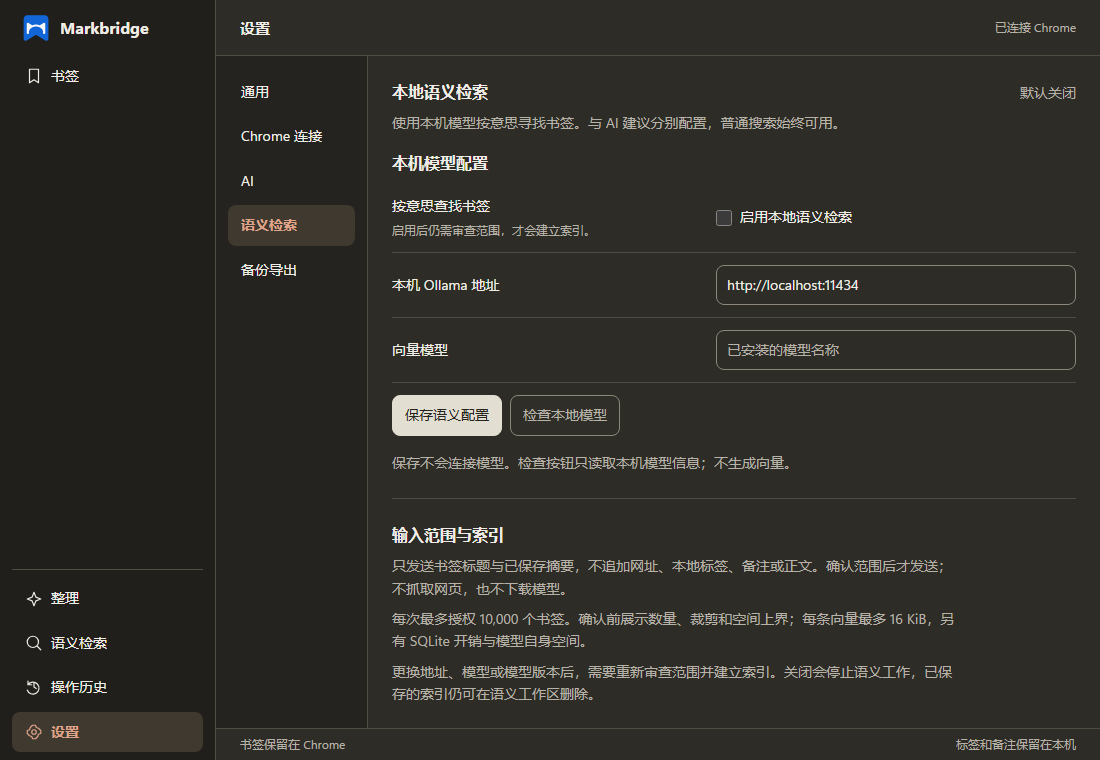 Markbridge
书签
整理
语义检索
操作历史
设置
设置
已连接 Chrome
通用
Chrome 连接
AI
语义检索
备份导出
本地语义检索
默认关闭
使用本机模型按意思寻找书签。与 AI 建议分别配置，普通搜索始终可用。
本机模型配置
按意思查找书签
启用后仍需审查范围，才会建立索引。
启用本地语义检索
本机 Ollama 地址
http://localhost:11434
向量模型
已安装的模型名称
保存语义配置
检查本地模型
保存不会连接模型。检查按钮只读取本机模型信息；不生成向量。
输入范围与索引
只发送书签标题与已保存摘要，不追加网址、本地标签、备注或正文。确认范围后才发送；
不抓取网页，也不下载模型。
每次最多授权 10,000 个书签。确认前展示数量、裁剪和空间上界；每条向量最多 16 KiB，另
有 SQLite 开销与模型自身空间。
更换地址、模型或模型版本后，需要重新审查范围并建立索引。关闭会停止语义工作，已保
存的索引仍可在语义工作区删除。
书签保留在 Chrome
标签和备注保留在本机